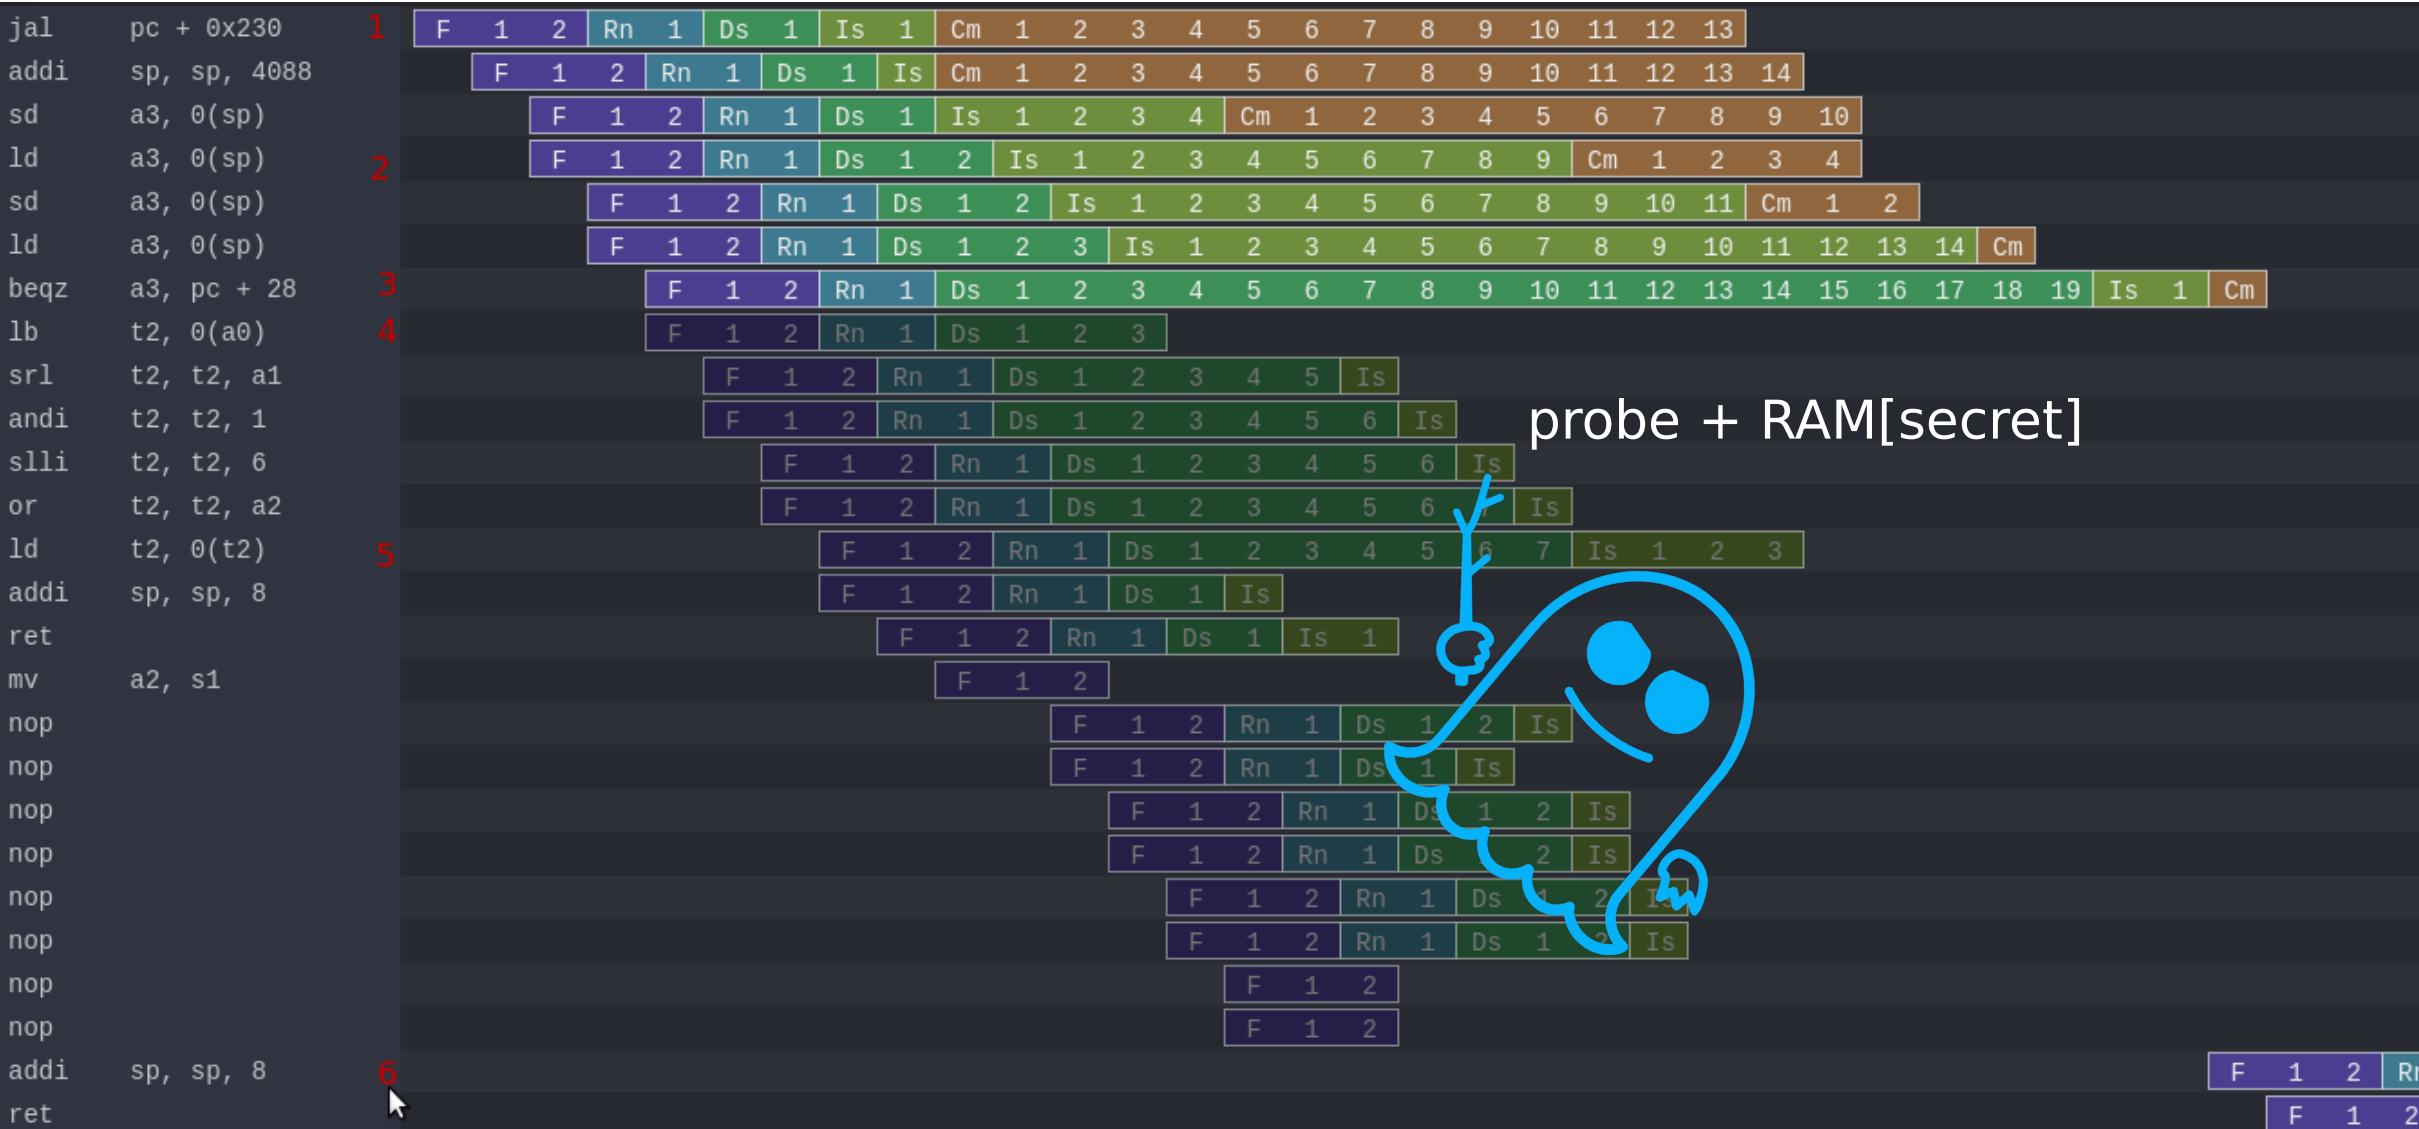 jal pc + 0x230 1 F 1 2 Rn 1 Ds 1 Is 1 Cm 1 2 3 4 5 6 7 8 9 10 11 12 13
addi sp, sp, 4088 F 1 2 Rn 1 Ds 1 Is Cm 1 2 3 4 5 6 7 8 9 10 11 12 13 14
sd a3, 0(sp) F 1 2 Rn 1 Ds 1 Is 1 2 3 4 Cm 1 2 3 4 5 6 7 8 9 10
ld a3, 0(sp) 2 F 1 2 Rn 1 Ds 1 2 Is 1 2 3 4 5 6 7 8 9 Cm 1 2 3 4
sd a3, 0(sp) F 1 2 Rn 1 Ds 1 2 Is 1 2 3 4 5 6 7 8 9 10 11 Cm 1 2
ld a3, 0(sp) F 1 2 Rn 1 Ds 1 2 3 Is 1 2 3 4 5 6 7 8 9 10 11 12 13 14 Cm
beqz a3, pc + 28 3 F 1 2 Rn 1 Ds 1 2 3 4 5 6 7 8 9 10 11 12 13 14 15 16 17 18 19 Is 1 Cm
lb t2, 0(a0) 4 F 1 2 Rn 1 Ds 1 2 3
srl t2, t2, a1 F 1 2 Rn 1 Ds 1 2 3 4 5 Is
andi t2, t2, 1 F 1 2 Rn 1 Ds 1 2 3 4 5 6 Is
probe + RAM[secret]
slli t2, t2, 6 F 1 2 Rn 1 Ds 1 2 3 4 5 6 Is
or t2, t2, a2 F 1 2 Rn 1 Ds 1 2 3 4 5 6 Is
ld t2, 0(t2) 5 F 1 2 Rn 1 Ds 1 2 3 4 5 6 7 Is 1 2 3
addi sp, sp, 8 F 1 2 Rn 1 Ds 1 Is
ret F 1 2 Rn 1 Ds 1 Is 1
mv a2, s1 F 1 2
nop F 1 2 Rn 1 Ds 1 2 Is
nop F 1 2 Rn 1 Ds 1 Is
nop F 1 2 Rn 1 Ds 1 2 Is
nop F 1 2 Rn 1 Ds 2 Is
nop F 1 2 Rn 1 Ds 1 2 Is
nop F 1 2 Rn 1 Ds 1 2 Is
nop F 1 2
nop F 1 2
addi sp, sp, 8 6 F 1 2 Rn
ret F 1 2